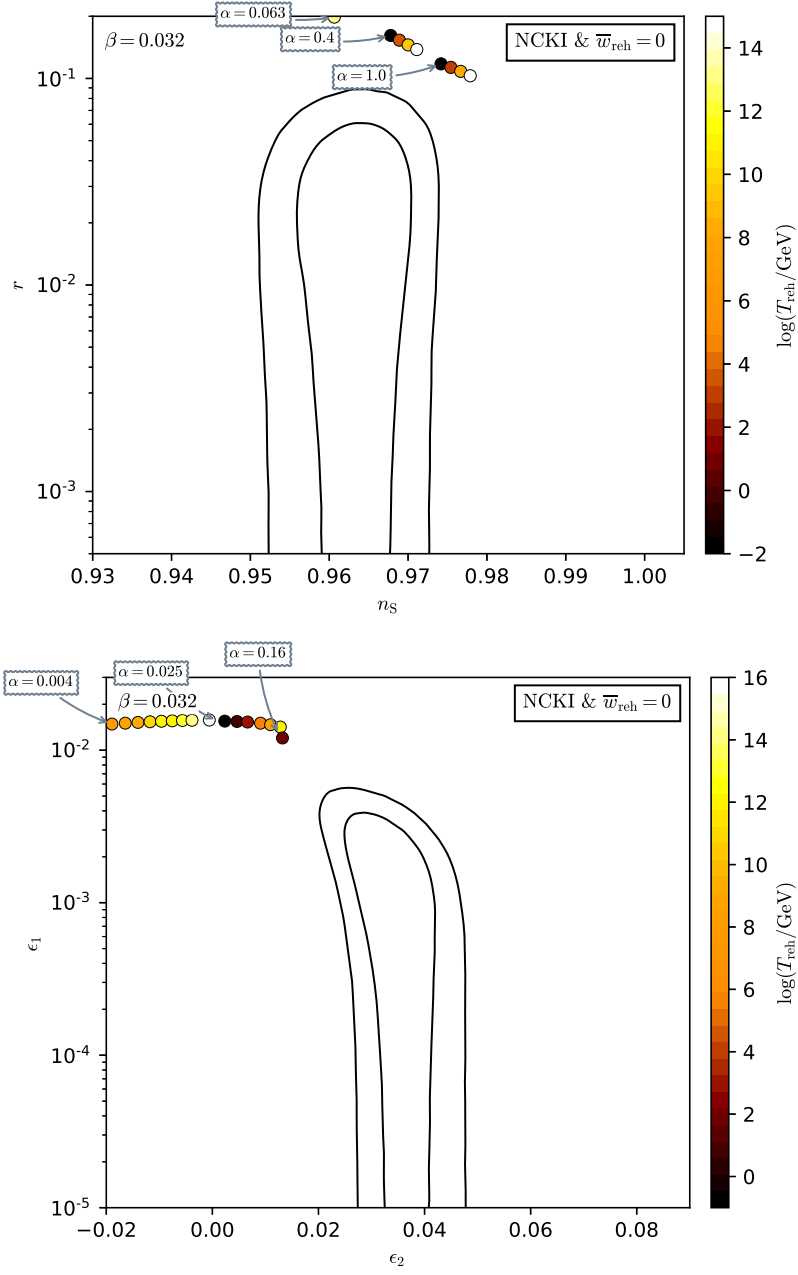 α = 0.063
β = 0.032
α = 0.4
NCKI & w̅reh = 0
α = 1.0
10⁻¹
10⁻²
10⁻³
r
0.93 0.94 0.95 0.96 0.97 0.98 0.99 1.00
nS
14
12
10
8
6
4
2
0
−2
log(Treh/GeV)
α = 0.16
α = 0.004
α = 0.025
β = 0.032
NCKI & w̅reh = 0
10⁻²
10⁻³
10⁻⁴
10⁻⁵
ϵ1
−0.02 0.00 0.02 0.04 0.06 0.08
ϵ2
16
14
12
10
8
6
4
2
0
log(Treh/GeV)